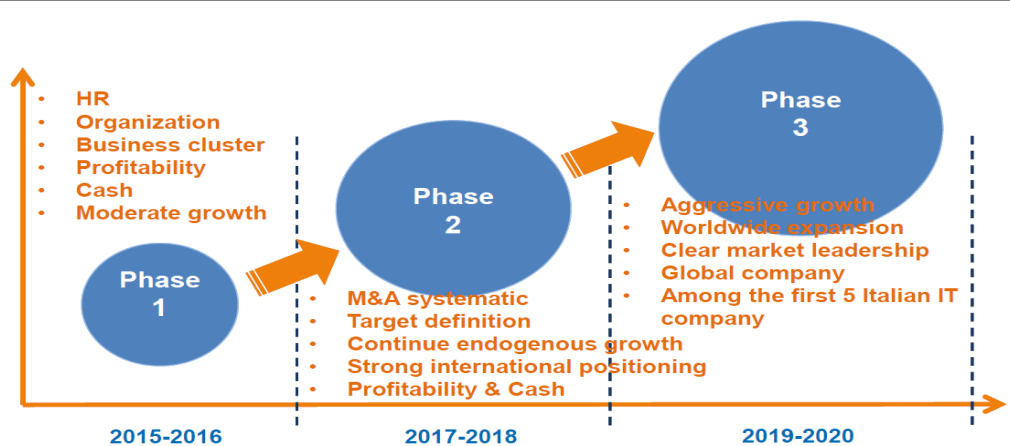 • HR
• Organization
• Business cluster
• Profitability
• Cash
• Moderate growth
Phase
1
2015-2016
Phase
2
• M&A systematic
• Target definition
• Continue endogenous growth
• Strong international positioning
• Profitability & Cash
2017-2018
Phase
3
• Aggressive growth
• Worldwide expansion
• Clear market leadership
• Global company
• Among the first 5 Italian IT
company
2019-2020